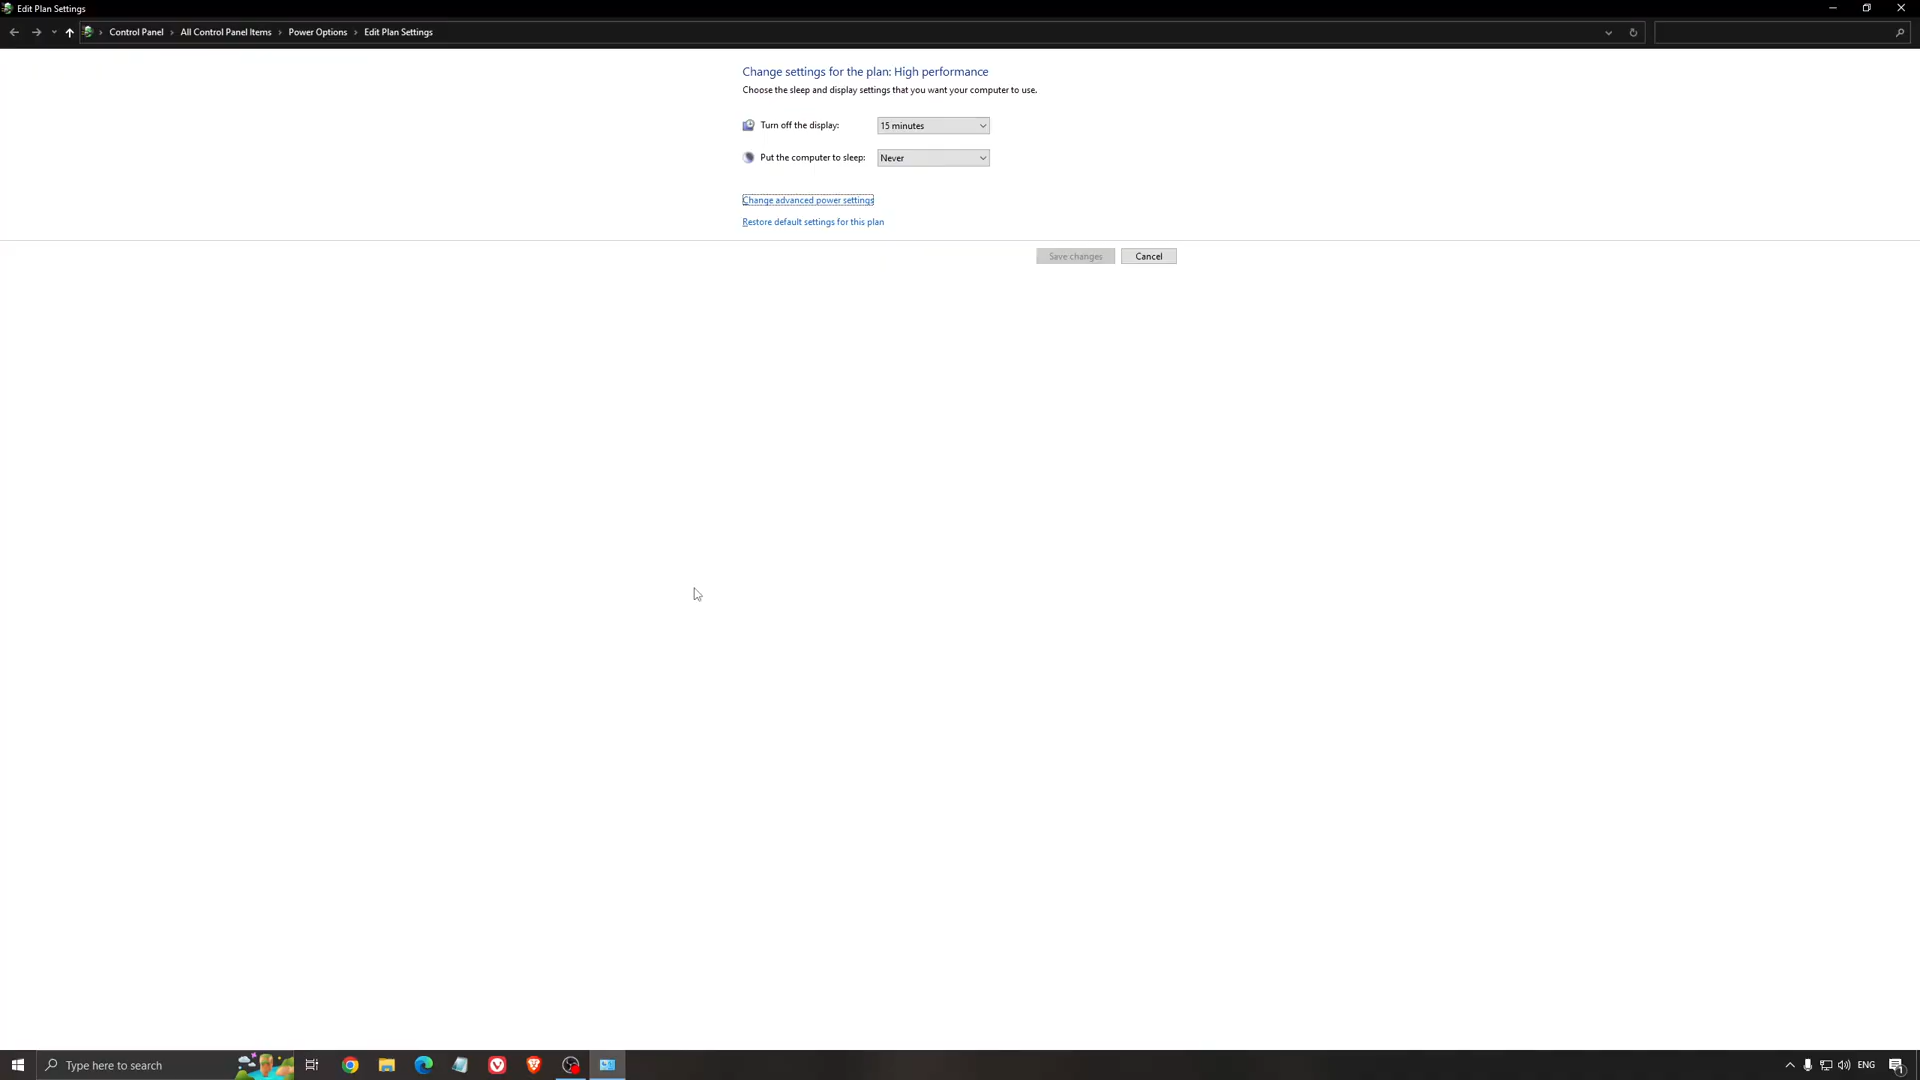 Edit Plan Settings
Control Panel > All Control Panel Items > Power Options > Edit Plan Settings
Change settings for the plan: High performance
Choose the sleep and display settings that you want your computer to use.
Turn off the display: 15 minutes
Put the computer to sleep: Never
Change advanced power settings
Restore default settings for this plan
Save changes Cancel
Type here to search ENG 1